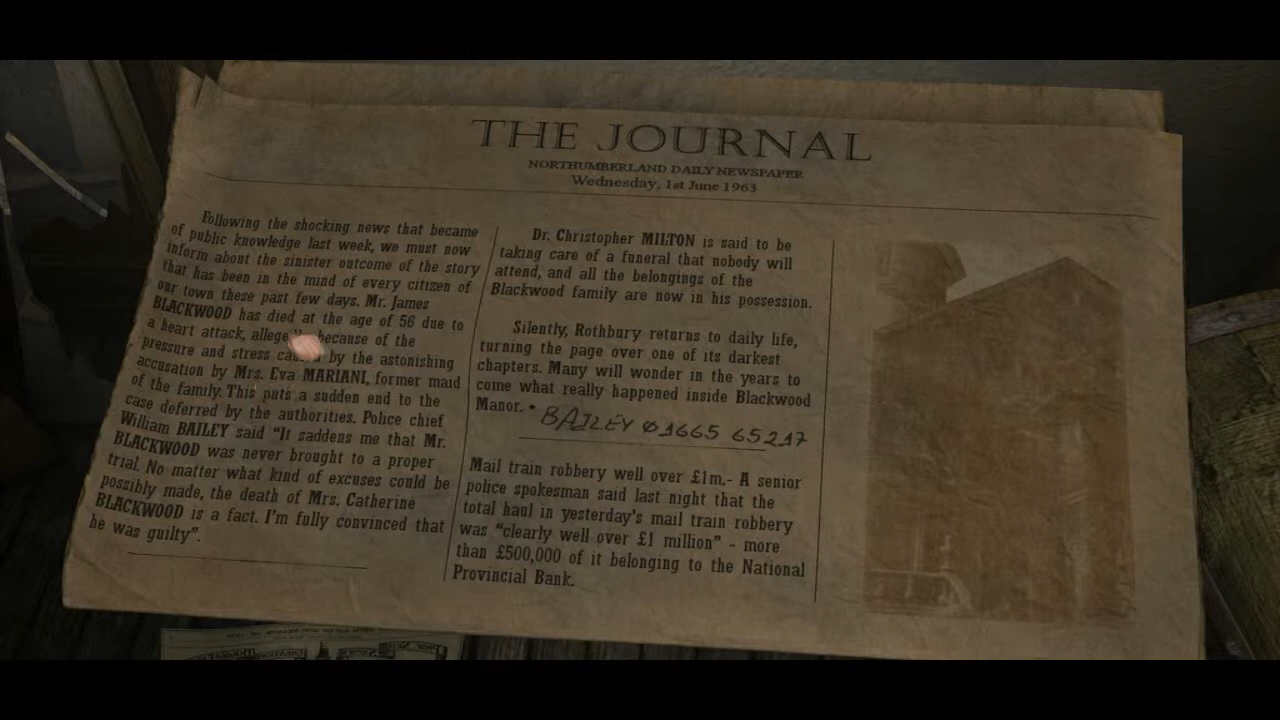 THE JOURNAL
NORTHUMBERLAND DAILY NEWSPAPER
Wednesday, 1st June 1963
Following the shocking news that became
of public knowledge last week, we must now
inform about the sinister outcome of the story
that has been in the mind of every citizen of
our town these past few days. Mr. James
BLACKWOOD has died at the age of 56 due to
a heart attack, because of the
pressure and stress by the astonishing
accusation by Mrs. Eva MARIANI, former maid
of the family. This puts a sudden end to the
case deferred by the authorities. Police chief
William BAILEY said "It saddens me that Mr.
BLACKWOOD was never brought to a proper
trial. No matter what kind of excuses could be
possibly made, the death of Mrs. Catherine
BLACKWOOD is a fact. I'm fully convinced that
he was guilty".
Dr. Christopher MILTON is said to be
taking care of a funeral that nobody will
attend, and all the belongings of the
Blackwood family are now in his possession.
Silently, Rothbury returns to daily life,
turning the page over one of its darkest
chapters. Many will wonder in the years to
come what really happened inside Blackwood
Manor. •
BAILEY 01665 65217
Mail train robbery well over £1m.- A senior
police spokesman said last night that the
total haul in yesterday's mail train robbery
was "clearly well over £1 million" - more
than £500,000 of it belonging to the National
Provincial Bank.